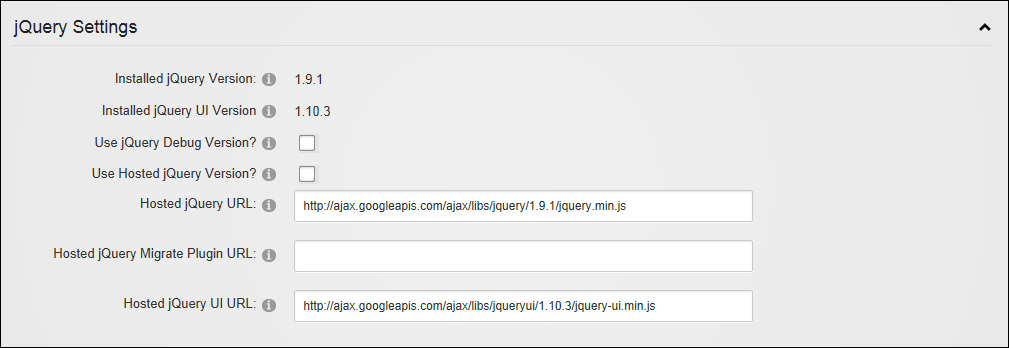 jQuery Settings
Installed jQuery Version: 1.9.1
Installed jQuery UI Version 1.10.3
Use jQuery Debug Version?
Use Hosted jQuery Version?
Hosted jQuery URL: http://ajax.googleapis.com/ajax/libs/jquery/1.9.1/jquery.min.js
Hosted jQuery Migrate Plugin URL:
Hosted jQuery UI URL: http://ajax.googleapis.com/ajax/libs/jqueryui/1.10.3/jquery-ui.min.js